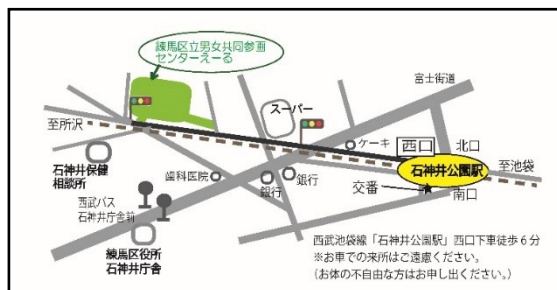 練馬区立男女共同参画
センターえーる
富士街道
スーパー
至所沢
ケーキ
西口
北口
石神井公園駅
至池袋
石神井保健
相談所
歯科医院
銀行
銀行
交番
南口
西武バス
石神井庁舎前
練馬区役所
石神井庁舎
西武池袋線「石神井公園駅」西口下車徒歩6分
※お車での来所はご遠慮ください。
(お体の不自由な方はお申し出ください。)